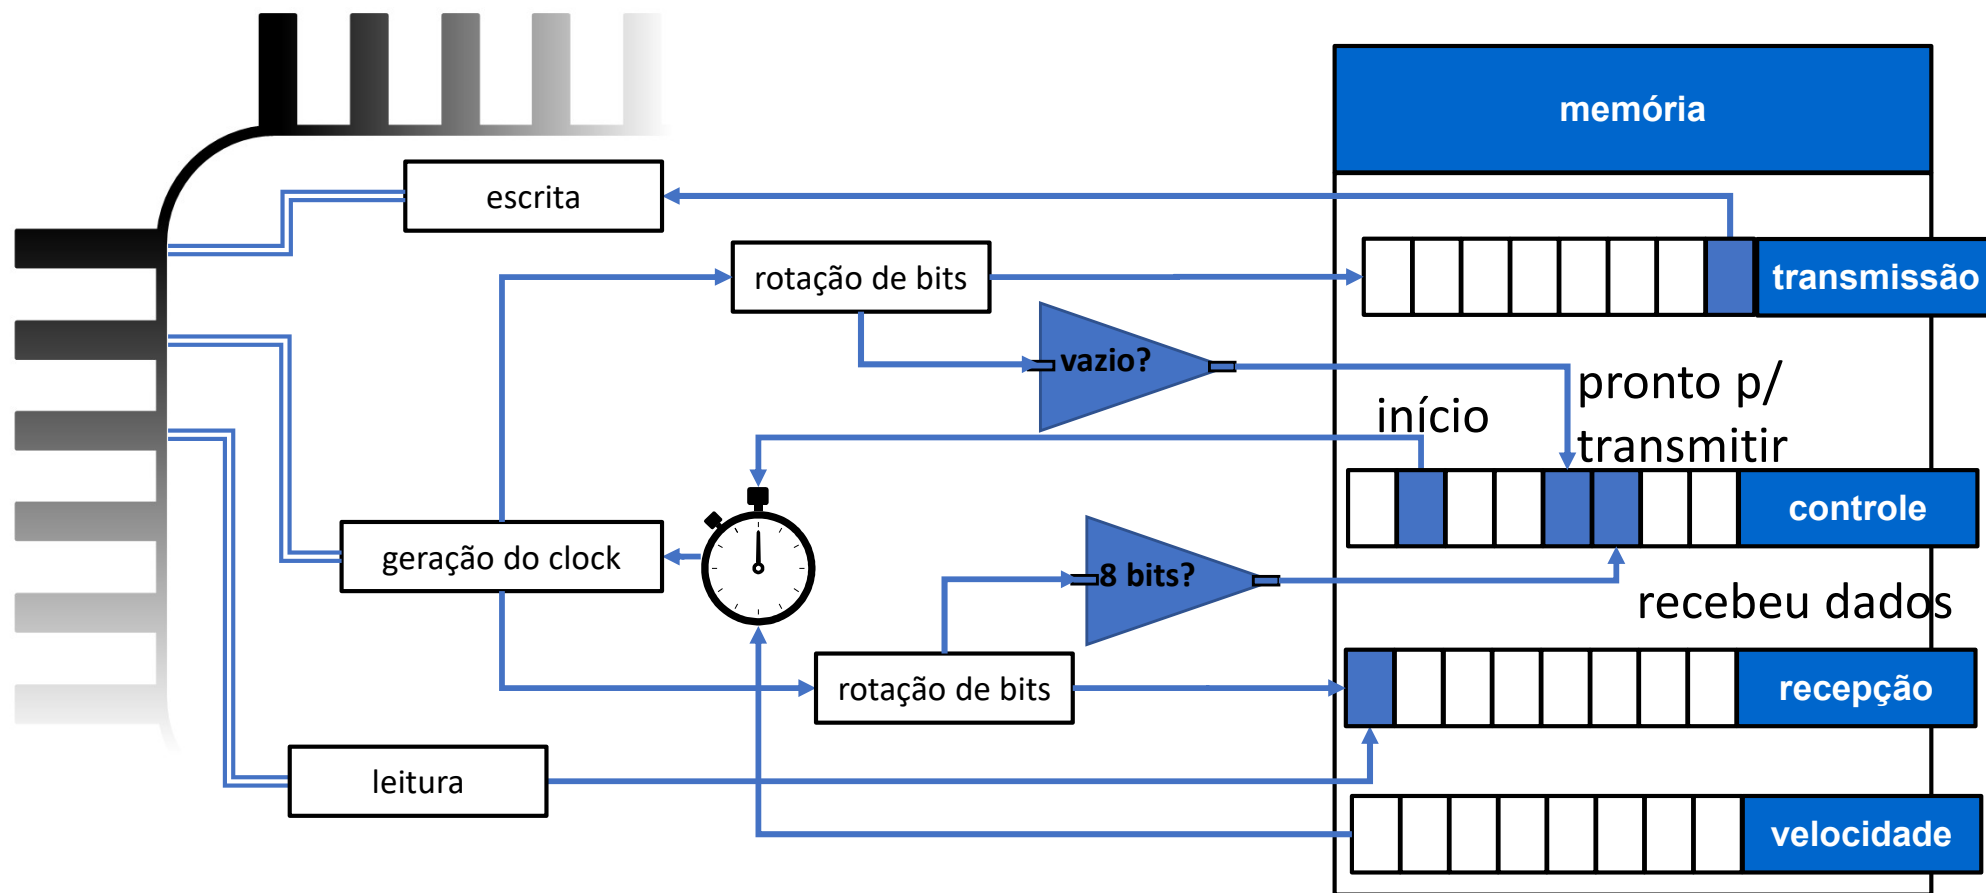 memória
escrita
rotação de bits
transmissão
vazio?
pronto p/
transmitir
início
controle
geração do clock
8 bits?
recebeu dados
rotação de bits
recepção
leitura
velocidade